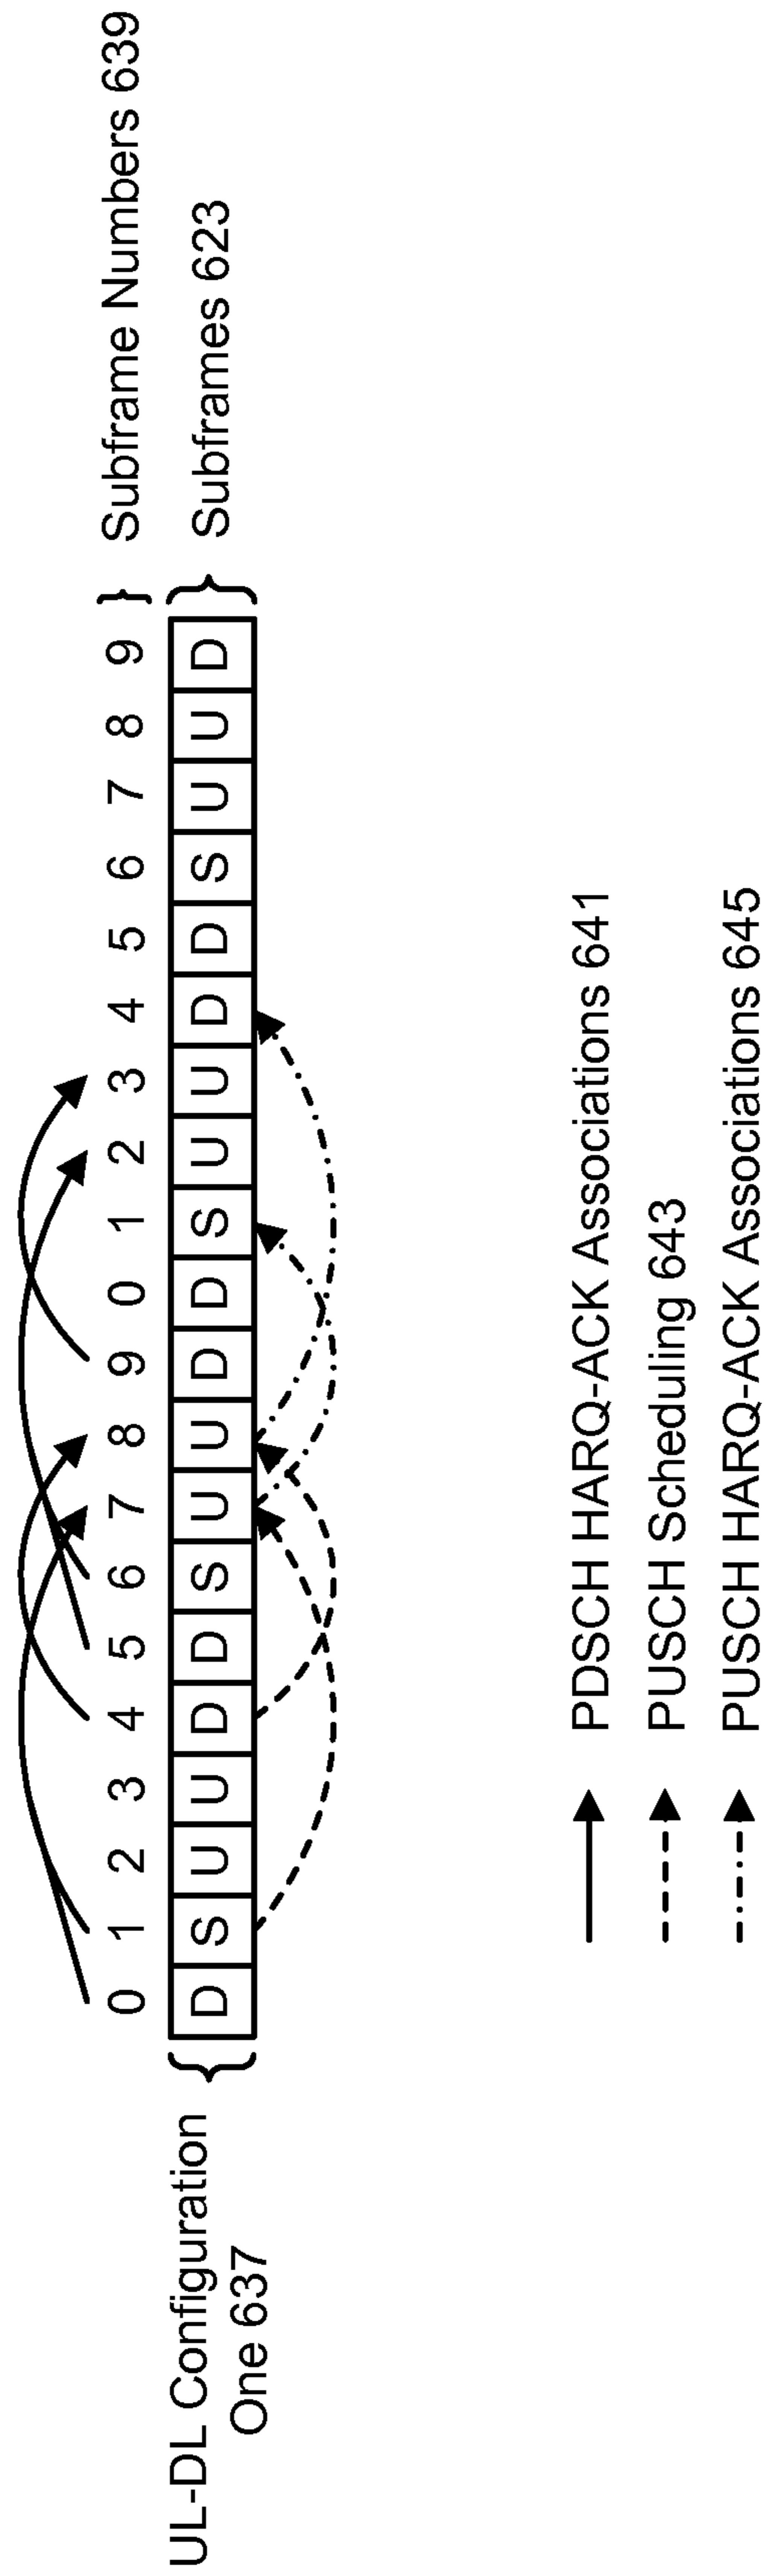 0 1 2 3 4 5 6 7 8 9 0 1 2 3 4 5 6 7 8 9 } Subframe Numbers 639
UL-DL Configuration
One 637
D S U U D D S U U D D S U U D D S U U D
Subframes 623
PDSCH HARQ-ACK Associations 641
PUSCH Scheduling 643
PUSCH HARQ-ACK Associations 645